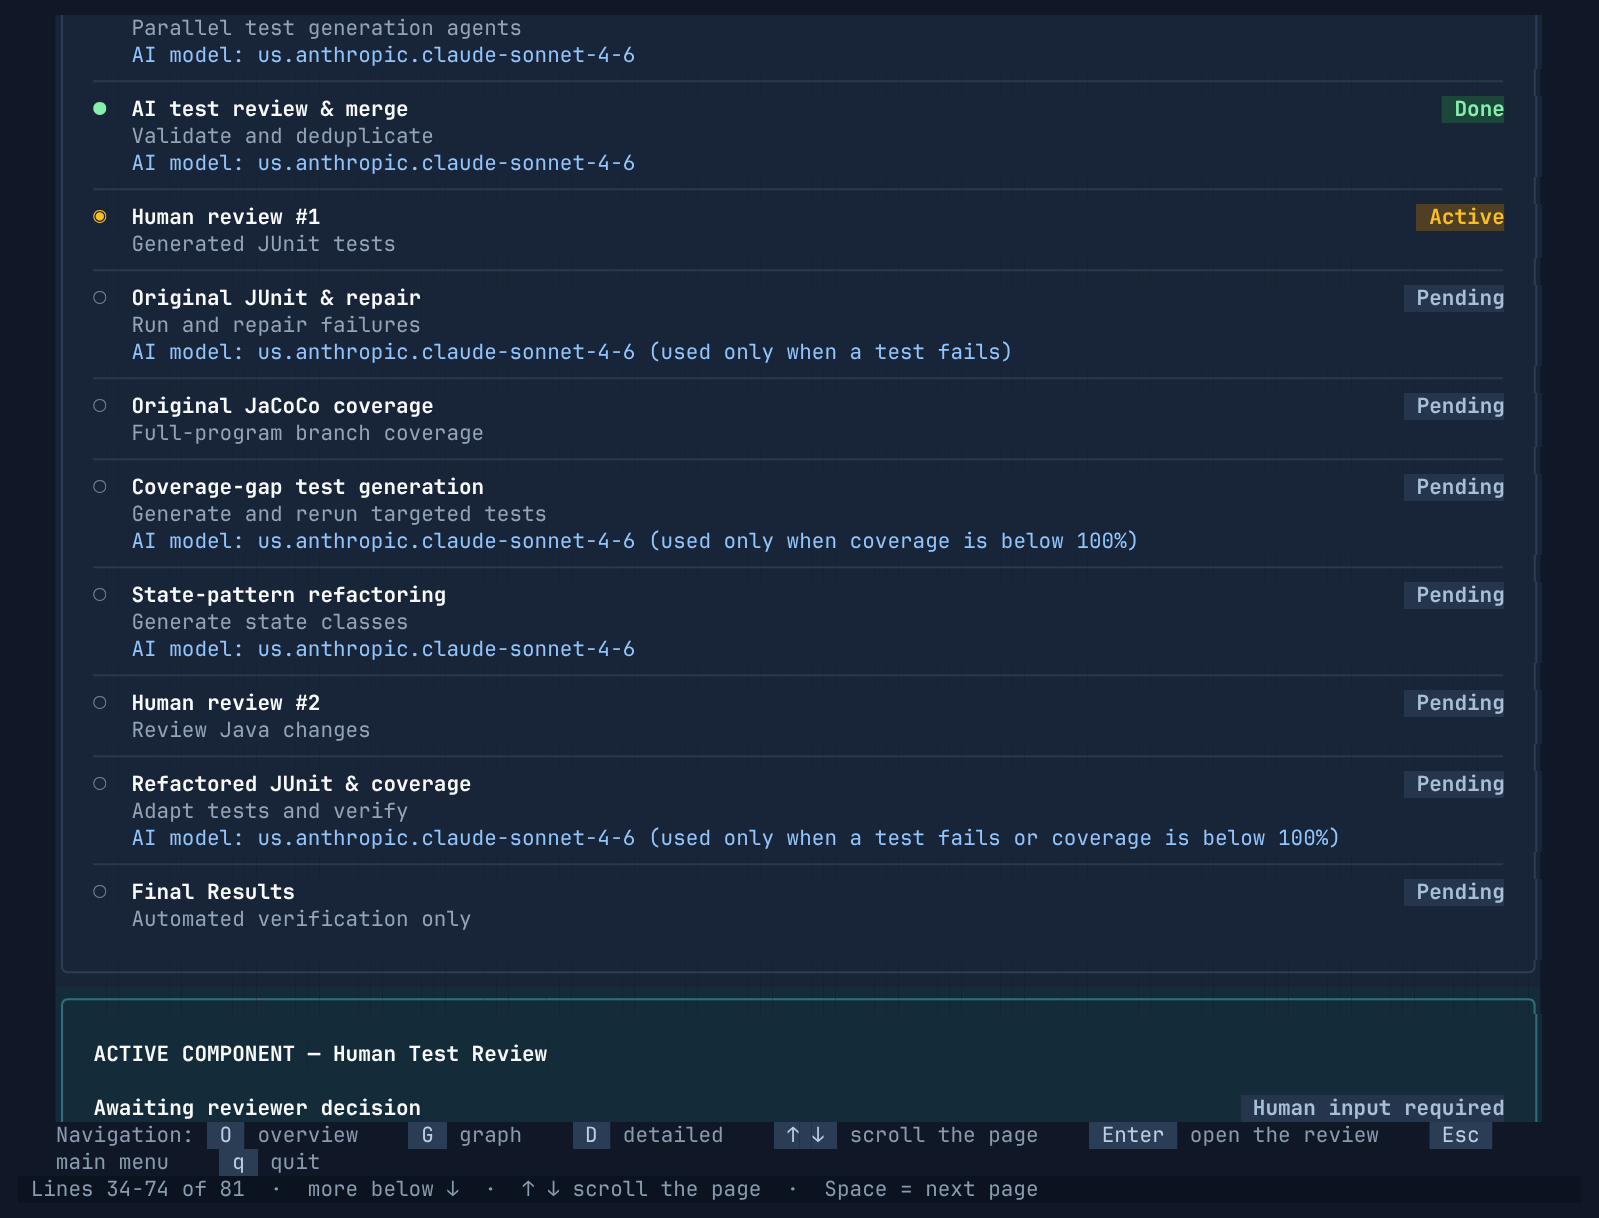 Parallel test generation agents
AI model: us.anthropic.claude-sonnet-4-6
AI test review & merge Done
Validate and deduplicate
AI model: us.anthropic.claude-sonnet-4-6
Human review #1 Active
Generated JUnit tests
Original JUnit & repair Pending
Run and repair failures
AI model: us.anthropic.claude-sonnet-4-6 (used only when a test fails)
Original JaCoCo coverage Pending
Full-program branch coverage
Coverage-gap test generation Pending
Generate and rerun targeted tests
AI model: us.anthropic.claude-sonnet-4-6 (used only when coverage is below 100%)
State-pattern refactoring Pending
Generate state classes
AI model: us.anthropic.claude-sonnet-4-6
Human review #2 Pending
Review Java changes
Refactored JUnit & coverage Pending
Adapt tests and verify
AI model: us.anthropic.claude-sonnet-4-6 (used only when a test fails or coverage is below 100%)
Final Results Pending
Automated verification only
ACTIVE COMPONENT — Human Test Review
Awaiting reviewer decision Human input required
Navigation: O overview G graph D detailed ↑ ↓ scroll the page Enter open the review Esc
main menu q quit
Lines 34-74 of 81 · more below ↓ · ↑ ↓ scroll the page · Space = next page